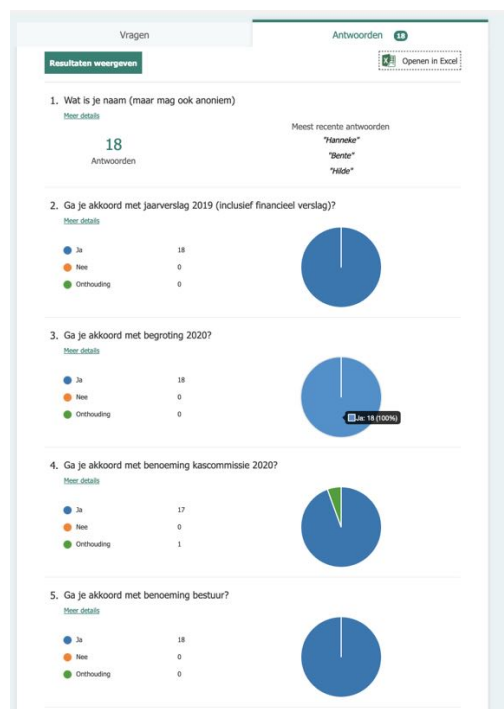 Vragen
Antwoorden 18
Resultaten weergeven
Openen in Excel
1. Wat is je naam (maar mag ook anoniem)
Meer details
18
Antwoorden
Meest recente antwoorden
"Hanneke"
"Bente"
"Hilde"
2. Ga je akkoord met jaarverslag 2019 (inclusief financieel verslag)?
Meer details
Ja 18
Nee 0
Onthouding 0
3. Ga je akkoord met begroting 2020?
Meer details
Ja 18
Nee 0
Onthouding 0
Ja: 18 (100%)
4. Ga je akkoord met benoeming kascommissie 2020?
Meer details
Ja 17
Nee 0
Onthouding 1
5. Ga je akkoord met benoeming bestuur?
Meer details
Ja 18
Nee 0
Onthouding 0